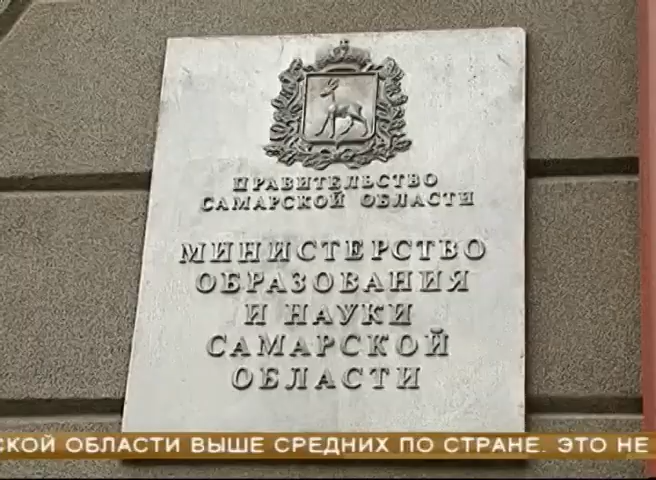 ПРАВИТЕЛЬСТВО
САМАРСКОЙ ОБЛАСТИ
МИНИСТЕРСТВО
ОБРАЗОВАНИЯ
И НАУКИ
САМАРСКОЙ
ОБЛАСТИ
СКОЙ ОБЛАСТИ ВЫШЕ СРЕДНИХ ПО СТРАНЕ. ЭТО НЕ